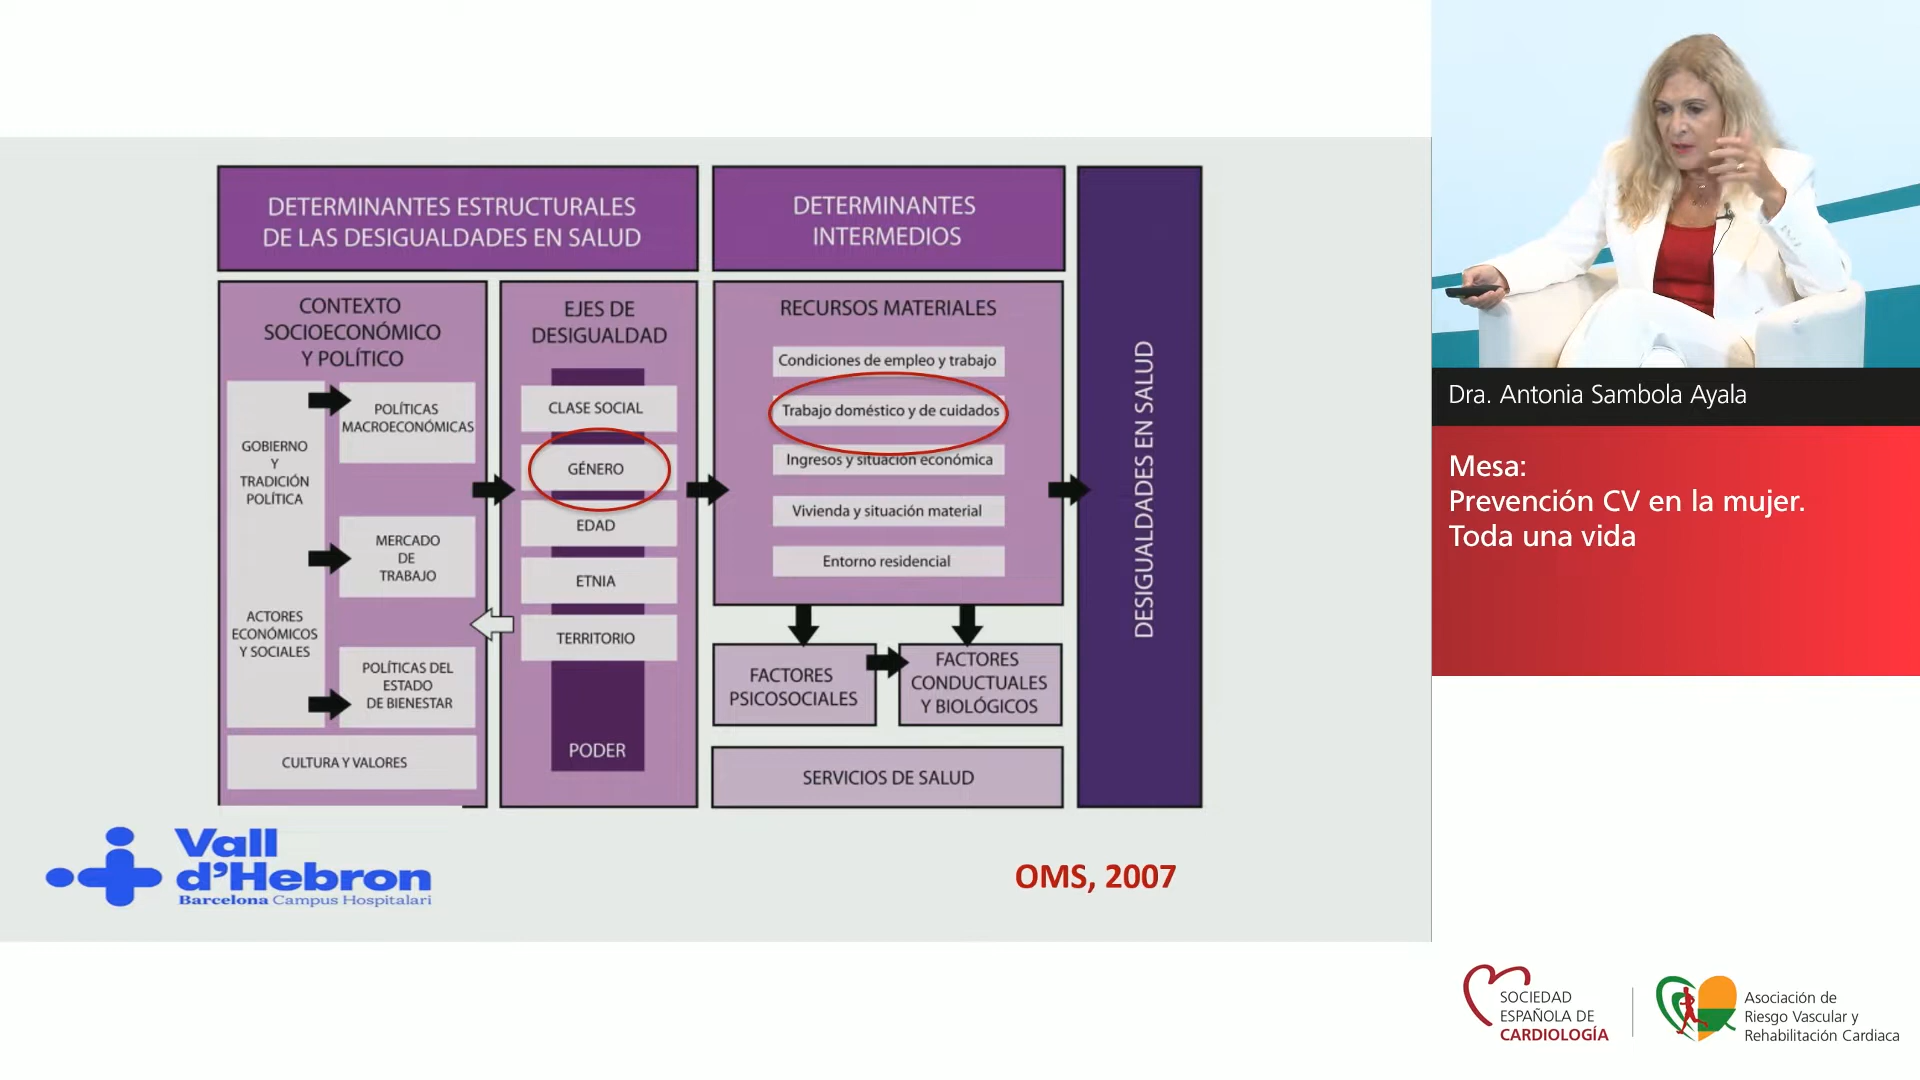 DETERMINANTES ESTRUCTURALES
DE LAS DESIGUALDADES EN SALUD
DETERMINANTES
INTERMEDIOS
CONTEXTO
SOCIOECONÓMICO
Y POLÍTICO
GOBIERNO
Y
TRADICIÓN
POLÍTICA
ACTORES
ECONÓMICOS
Y SOCIALES
POLÍTICAS
MACROECONÓMICAS
MERCADO
DE
TRABAJO
POLÍTICAS DEL
ESTADO
DE BIENESTAR
CULTURA Y VALORES
EJES DE
DESIGUALDAD
CLASE SOCIAL
GÉNERO
EDAD
ETNIA
TERRITORIO
PODER
RECURSOS MATERIALES
Condiciones de empleo y trabajo
Trabajo doméstico y de cuidados
Ingresos y situación económica
Vivienda y situación material
Entorno residencial
FACTORES
PSICOSOCIALES
FACTORES
CONDUCTUALES
Y BIOLÓGICOS
SERVICIOS DE SALUD
DESIGUALDADES EN SALUD
Vall
d'Hebron
Barcelona Campus Hospitalari
OMS, 2007
Dra. Antonia Sambola Ayala
Mesa:
Prevención CV en la mujer.
Toda una vida
SOCIEDAD
ESPAÑOLA DE
CARDIOLOGÍA
Asociación de
Riesgo Vascular y
Rehabilitación Cardiaca